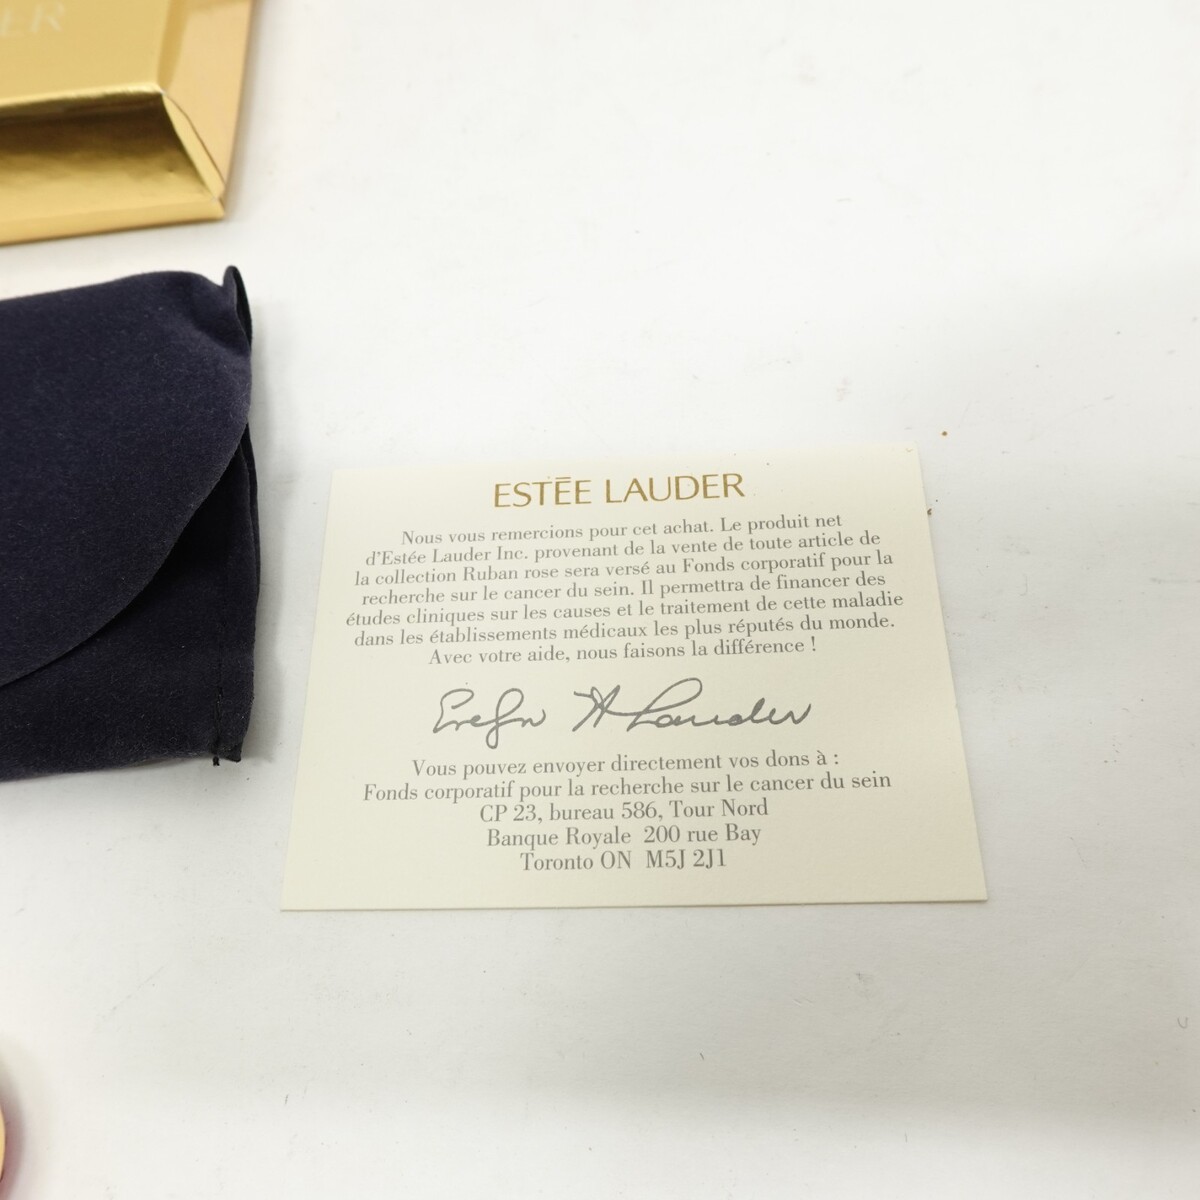 ER
ESTĒE LAUDER
Nous vous remercions pour cet achat. Le produit net
d'Estée Lauder Inc. provenant de la vente de toute article de
la collection Ruban rose sera versé au Fonds corporatif pour la
recherche sur le cancer du sein. Il permettra de financer des
études cliniques sur les causes et le traitement de cette maladie
dans les établissements médicaux les plus réputés du monde.
Avec votre aide, nous faisons la différence !
Evelyn H Lauder
Vous pouvez envoyer directement vos dons à :
Fonds corporatif pour la recherche sur le cancer du sein
CP 23, bureau 586, Tour Nord
Banque Royale 200 rue Bay
Toronto ON M5J 2J1